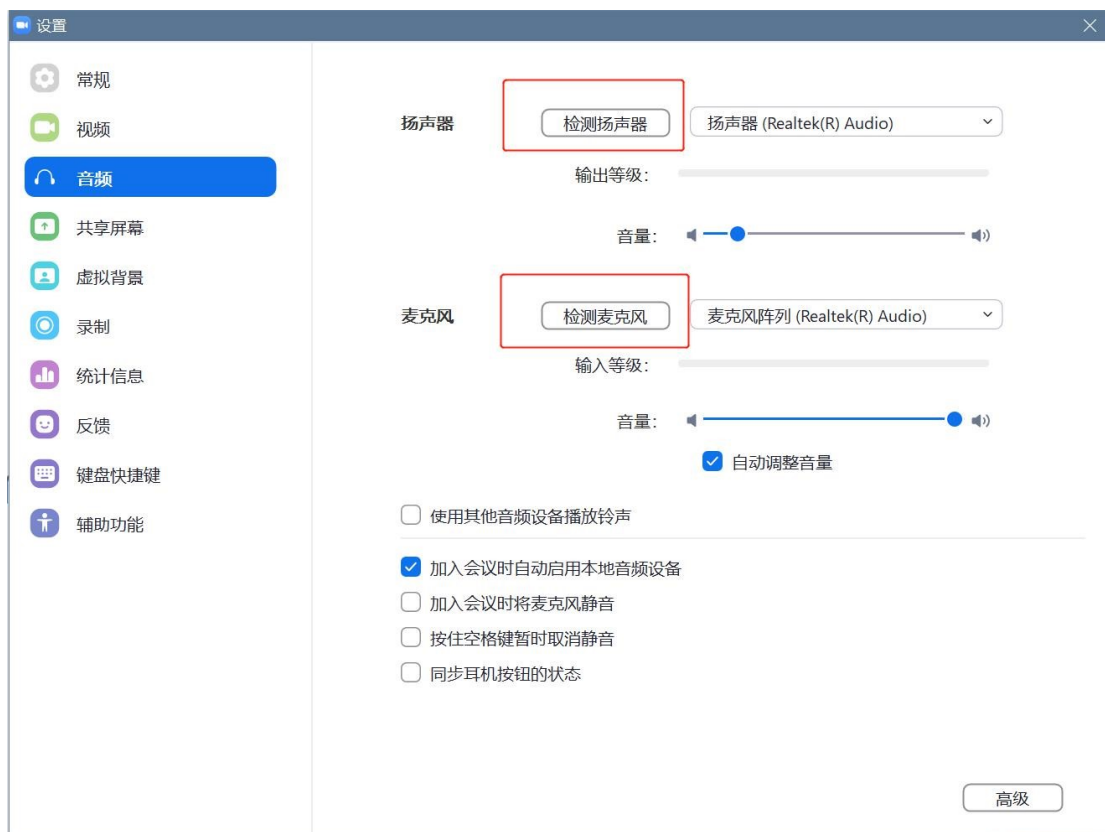 设置
常规
视频
音频
共享屏幕
虚拟背景
录制
统计信息
反馈
键盘快捷键
辅助功能
扬声器 检测扬声器 扬声器 (Realtek(R) Audio)
输出等级:
音量:
麦克风 检测麦克风 麦克风阵列 (Realtek(R) Audio)
输入等级:
音量:
自动调整音量
使用其他音频设备播放铃声
加入会议时自动启用本地音频设备
加入会议时将麦克风静音
按住空格键暂时取消静音
同步耳机按钮的状态
高级